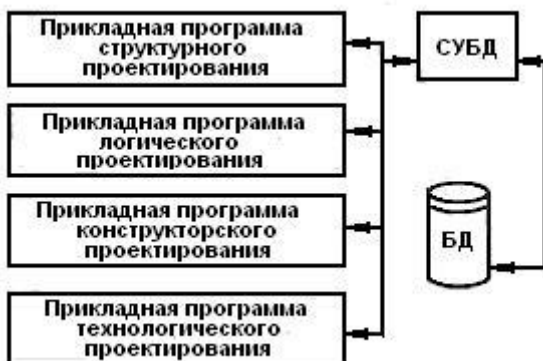 Прикладная программа
структурного
проектирования
СУБД
Прикладная программа
логического
проектирования
Прикладная программа
конструкторского
проектирования
БД
Прикладная программа
технологического
проектирования